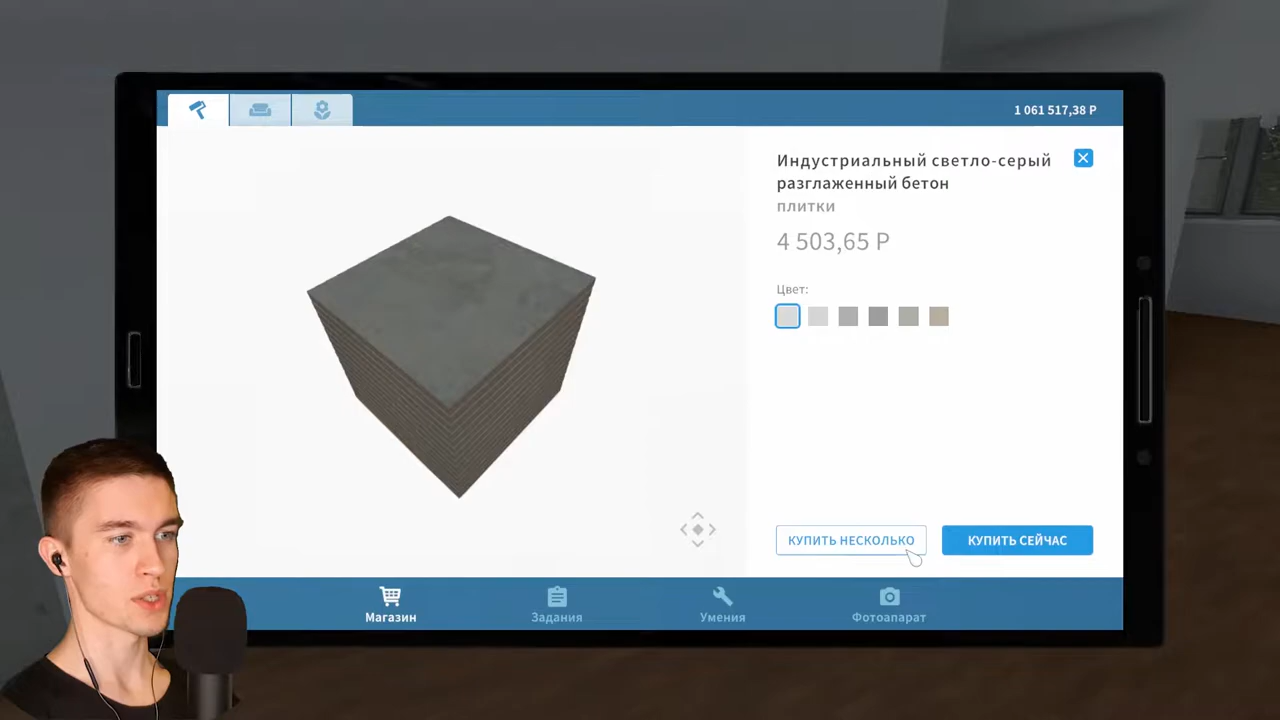 1 061 517,38 Р
Индустриальный светло-серый
разглаженный бетон
плитки
4 503,65 Р
Цвет:
КУПИТЬ НЕСКОЛЬКО
КУПИТЬ СЕЙЧАС
Магазин
Задания
Умения
Фотоаппарат